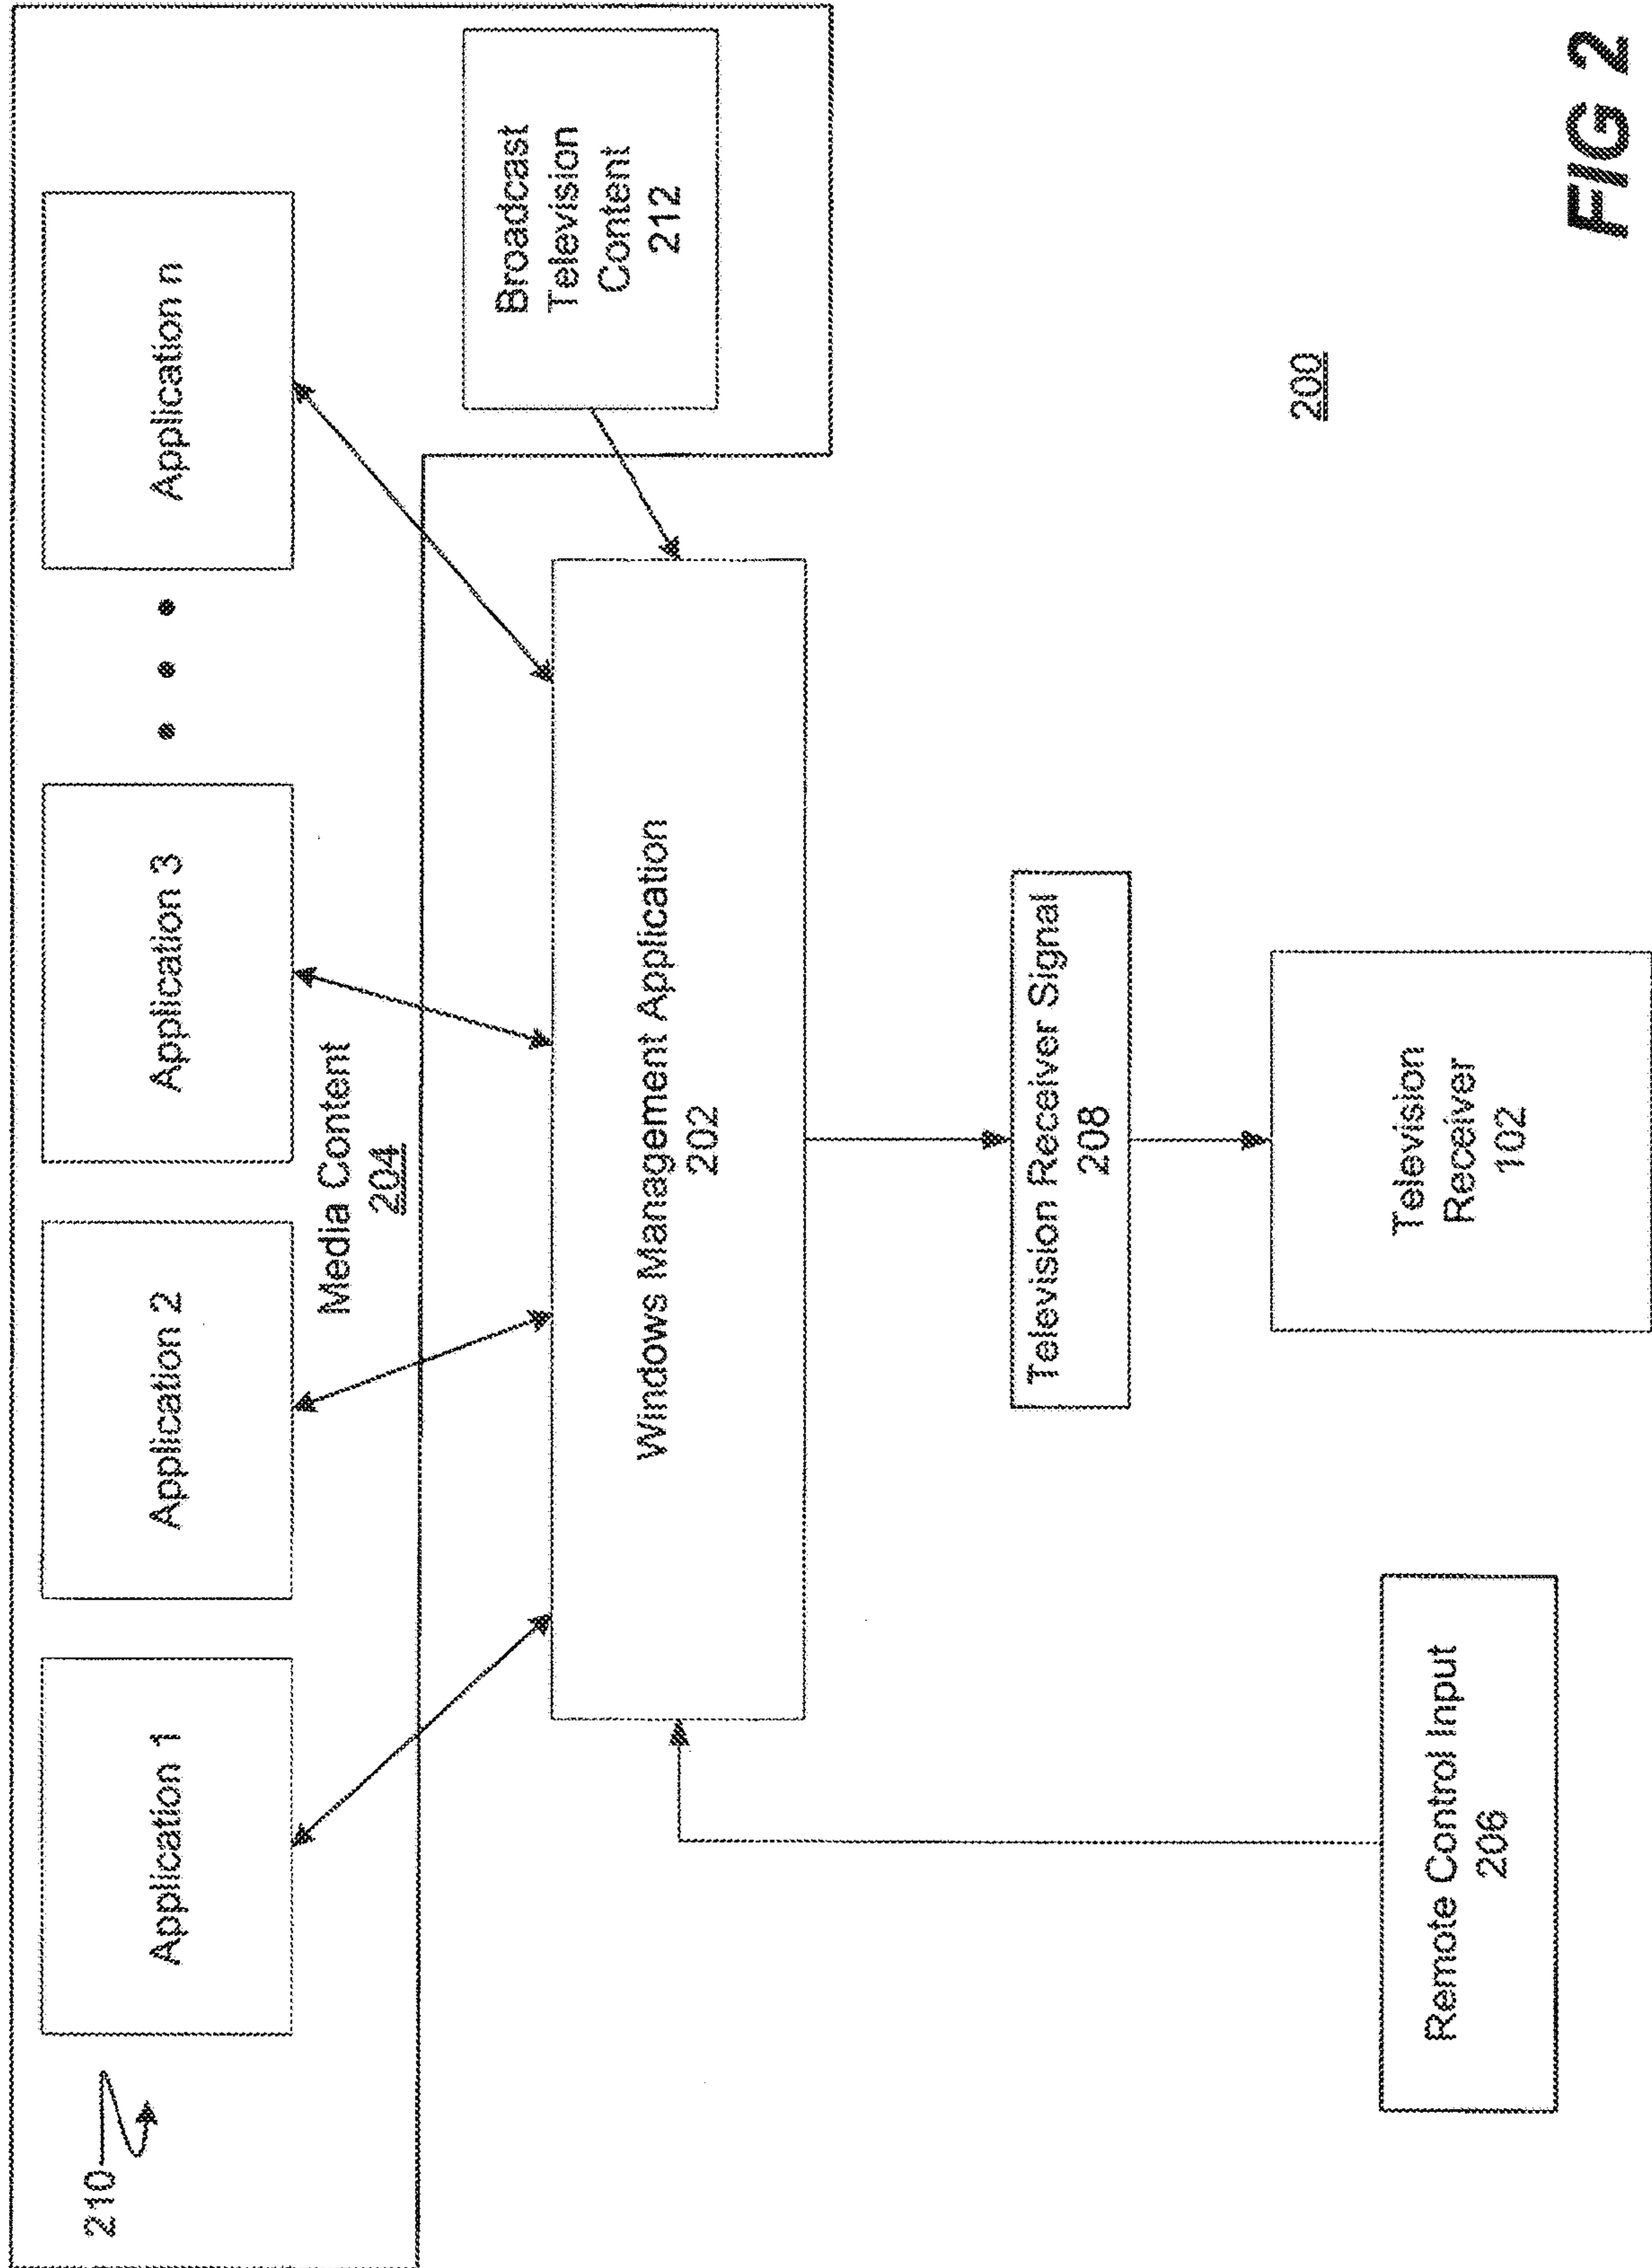 210
Application 1
Application 2
Application 3
Application n
Media Content
204
Broadcast
Television
Content
212
Windows Management Application
202
Television Receiver Signal
208
Remote Control Input
206
Television
Receiver
102
200
FIG 2